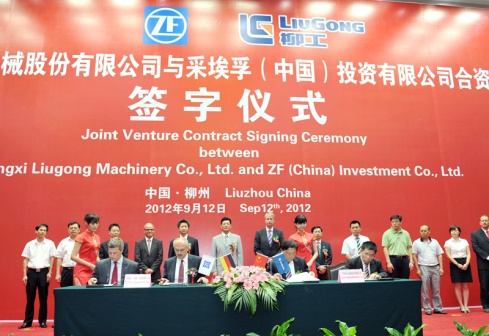 ZF
LIUGONG
柳工
械股份有限公司与采埃孚（中国）投资有限公司合资
签字仪式
Joint Venture Contract Signing Ceremony
between
ngxi Liugong Machinery Co., Ltd. and ZF (China) Investment Co., Ltd.
中国·柳州 Liuzhou China
2012年9月12日 Sep12th, 2012